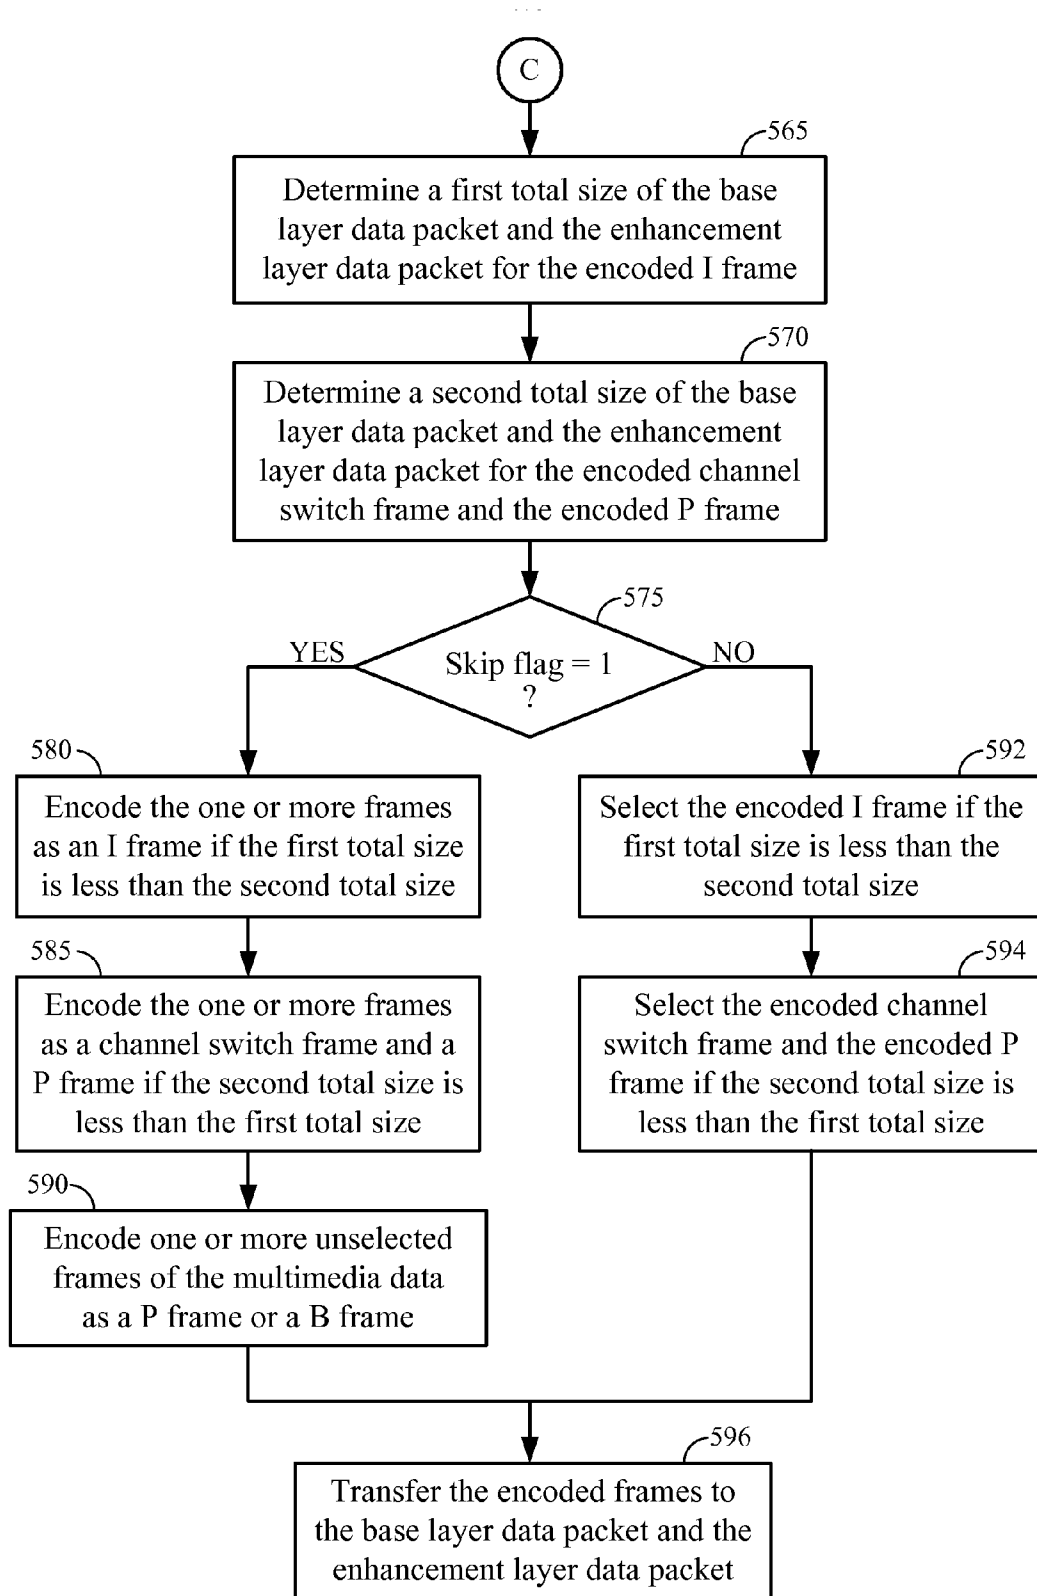 C
565
Determine a first total size of the base
layer data packet and the enhancement
layer data packet for the encoded I frame
570
Determine a second total size of the base
layer data packet and the enhancement
layer data packet for the encoded channel
switch frame and the encoded P frame
575
YES
Skip flag = 1
?
NO
580
Encode the one or more frames
as an I frame if the first total size
is less than the second total size
592
Select the encoded I frame if the
first total size is less than the
second total size
585
Encode the one or more frames
as a channel switch frame and a
P frame if the second total size is
less than the first total size
594
Select the encoded channel
switch frame and the encoded P
frame if the second total size is
less than the first total size
590
Encode one or more unselected
frames of the multimedia data
as a P frame or a B frame
596
Transfer the encoded frames to
the base layer data packet and the
enhancement layer data packet